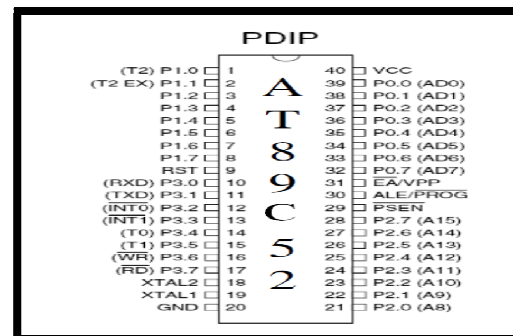 PDIP
(T2) P1.0 1 40 VCC
(T2 EX) P1.1 2 39 P0.0 (AD0)
P1.2 3 38 P0.1 (AD1)
P1.3 4 37 P0.2 (AD2)
P1.4 5 36 P0.3 (AD3)
P1.5 6 35 P0.4 (AD4)
P1.6 7 34 P0.5 (AD5)
P1.7 8 33 P0.6 (AD6)
RST 9 32 P0.7 (AD7)
(RXD) P3.0 10 31 EA/VPP
(TXD) P3.1 11 30 ALE/PROG
(INT0) P3.2 12 29 PSEN
(INT1) P3.3 13 28 P2.7 (A15)
(T0) P3.4 14 27 P2.6 (A14)
(T1) P3.5 15 26 P2.5 (A13)
(WR) P3.6 16 25 P2.4 (A12)
(RD) P3.7 17 24 P2.3 (A11)
XTAL2 18 23 P2.2 (A10)
XTAL1 19 22 P2.1 (A9)
GND 20 21 P2.0 (A8)
A
T
8
9
C
5
2